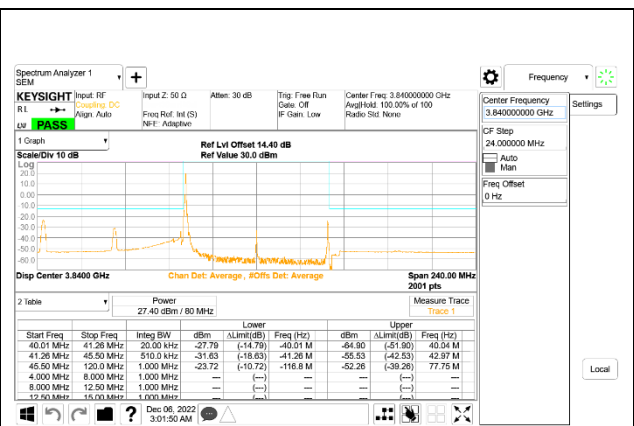 Spectrum Analyzer 1
SEM
Frequency
KEYSIGHT
Input: RF
Coupling: DC
Align: Auto
Input Z: 50 Ω
Freq Ref: Int (S)
NFE: Adaptive
Atten: 30 dB
Trig: Free Run
Gate: Off
IF Gain: Low
Center Freq: 3.840000000 GHz
Avg|Hold: 100.00% of 100
Radio Std: None
PASS
Center Frequency
3.840000000 GHz
Settings
CF Step
24.000000 MHz
Auto
Man
Freq Offset
0 Hz
1 Graph
Scale/Div 10 dB
Ref Lvl Offset 14.40 dB
Ref Value 30.0 dBm
Log
20.0
10.0
0.00
-10.0
-20.0
-30.0
-40.0
-50.0
-60.0
Disp Center 3.8400 GHz
Chan Det: Average , #Offs Det: Average
Span 240.00 MHz
2001 pts
2 Table
Power
27.40 dBm / 80 MHz
Measure Trace
Trace 1
Lower Upper
Start Freq Stop Freq Integ BW dBm ΔLimit(dB) Freq (Hz) dBm ΔLimit(dB) Freq (Hz)
40.01 MHz 41.26 MHz 20.00 kHz -27.79 (-14.79) -40.01 M -64.90 (-51.90) 40.04 M
41.26 MHz 45.50 MHz 510.0 kHz -31.63 (-18.63) -41.26 M -55.53 (-42.53) 42.97 M
45.50 MHz 120.0 MHz 1.000 MHz -23.72 (-10.72) -116.8 M -52.26 (-39.26) 77.75 M
4.000 MHz 8.000 MHz 1.000 MHz --- (---) --- --- (---) ---
8.000 MHz 12.50 MHz 1.000 MHz --- (---) --- --- (---) ---
12.50 MHz 15.00 MHz 1.000 MHz --- (---) --- --- (---) ---
Local
Dec 06, 2022
3:01:50 AM